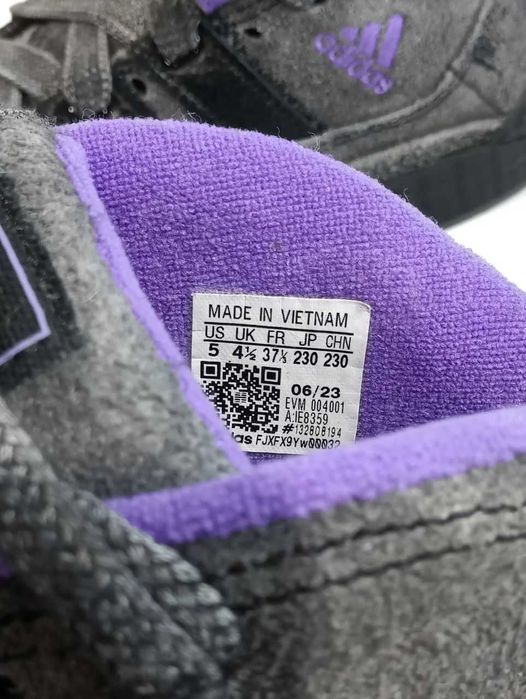 adidas
MADE IN VIETNAM
US UK FR JP CHN
5 4½ 37⅓ 230 230
06/23
EVM 004001
A:IE8359
#132808194
FJXFX9Yw00032